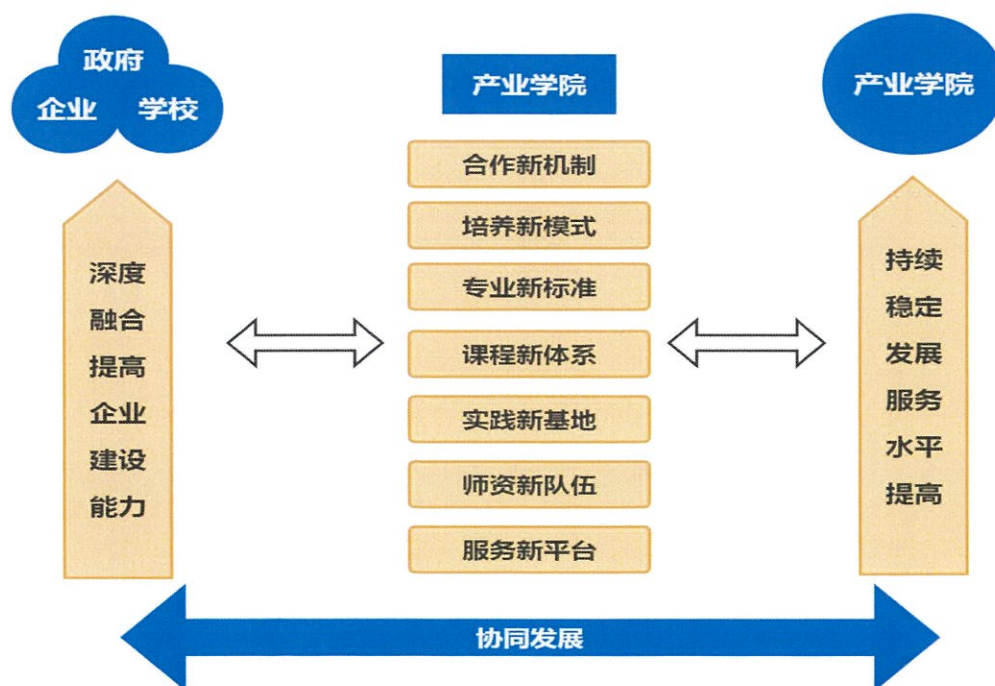 政府
企业 学校
深度
融合
提高
企业
建设
能力
产业学院
合作新机制
培养新模式
专业新标准
课程新体系
实践新基地
师资新队伍
服务新平台
产业学院
持续
稳定
发展
服务
水平
提高
协同发展